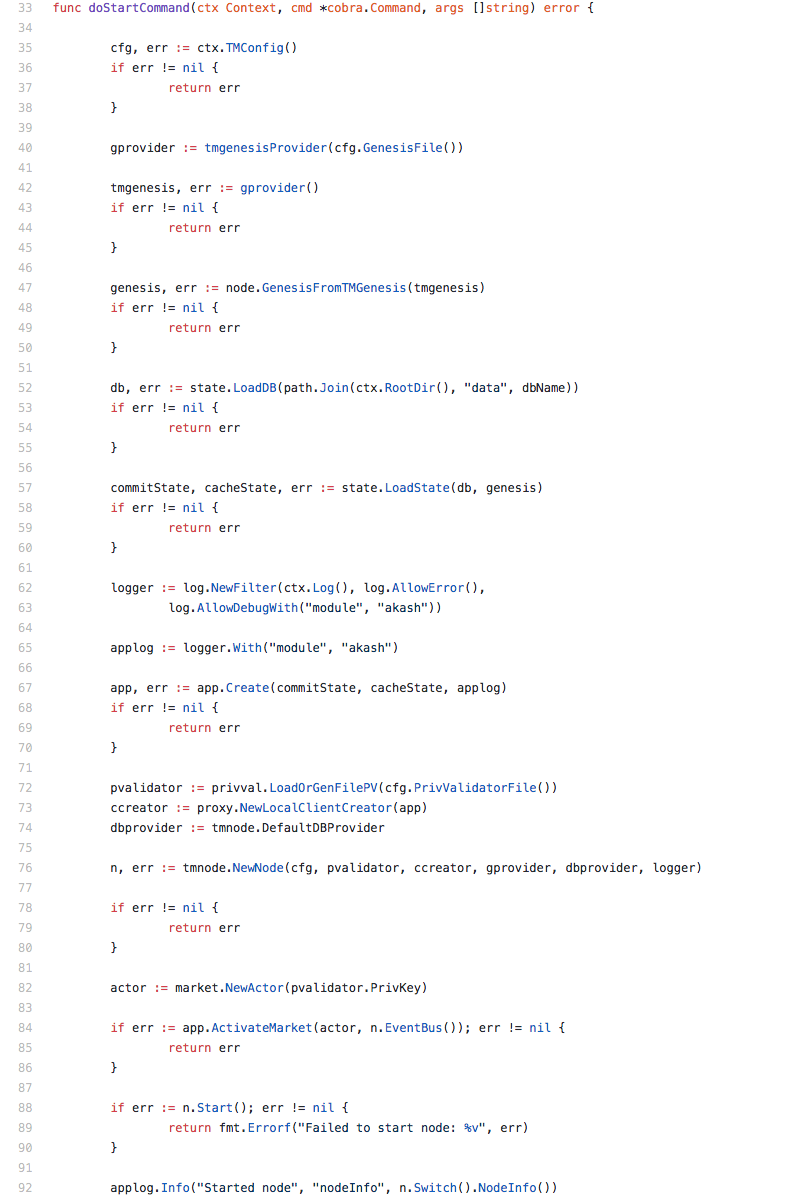 33 func doStartCommand(ctx Context, cmd *cobra.Command, args []string) error {
34
35 cfg, err := ctx.TMConfig()
36 if err != nil {
37 return err
38 }
39
40 gprovider := tmgenesisProvider(cfg.GenesisFile())
41
42 tmgenesis, err := gprovider()
43 if err != nil {
44 return err
45 }
46
47 genesis, err := node.GenesisFromTMGenesis(tmgenesis)
48 if err != nil {
49 return err
50 }
51
52 db, err := state.LoadDB(path.Join(ctx.RootDir(), "data", dbName))
53 if err != nil {
54 return err
55 }
56
57 commitState, cacheState, err := state.LoadState(db, genesis)
58 if err != nil {
59 return err
60 }
61
62 logger := log.NewFilter(ctx.Log(), log.AllowError(),
63 log.AllowDebugWith("module", "akash"))
64
65 applog := logger.With("module", "akash")
66
67 app, err := app.Create(commitState, cacheState, applog)
68 if err != nil {
69 return err
70 }
71
72 pvalidator := privval.LoadOrGenFilePV(cfg.PrivValidatorFile())
73 ccreator := proxy.NewLocalClientCreator(app)
74 dbprovider := tmnode.DefaultDBProvider
75
76 n, err := tmnode.NewNode(cfg, pvalidator, ccreator, gprovider, dbprovider, logger)
77
78 if err != nil {
79 return err
80 }
81
82 actor := market.NewActor(pvalidator.PrivKey)
83
84 if err := app.ActivateMarket(actor, n.EventBus()); err != nil {
85 return err
86 }
87
88 if err := n.Start(); err != nil {
89 return fmt.Errorf("Failed to start node: %v", err)
90 }
91
92 applog.Info("Started node", "nodeInfo", n.Switch().NodeInfo())